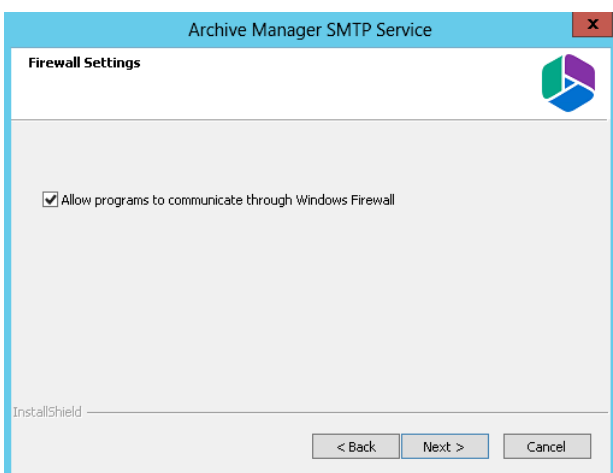 Archive Manager SMTP Service
x
Firewall Settings
Allow programs to communicate through Windows Firewall
InstallShield
< Back Next > Cancel